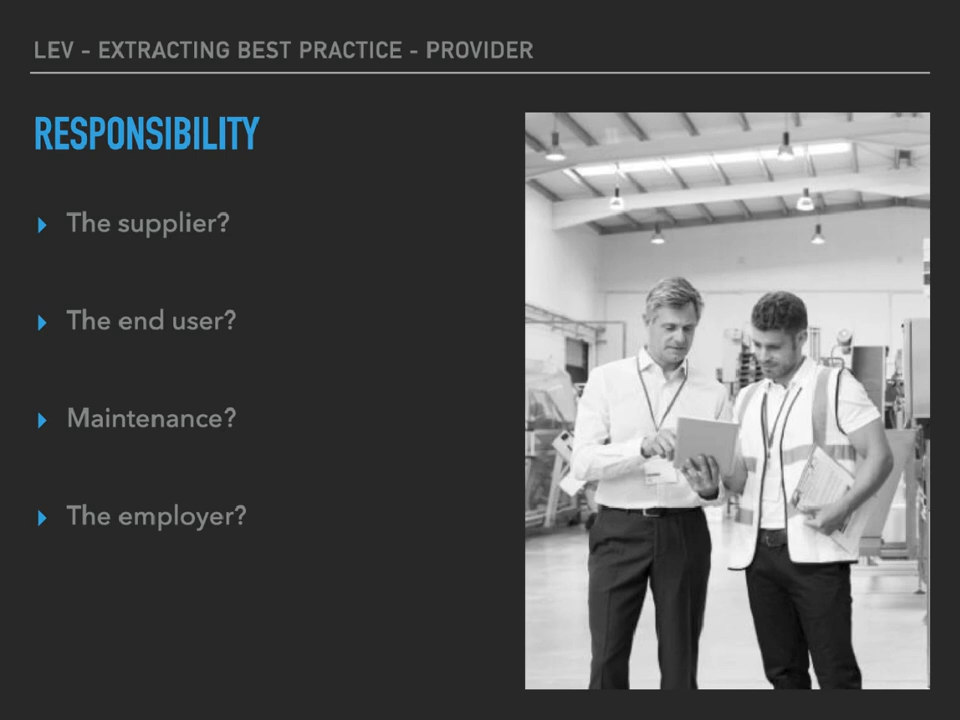 LEV - EXTRACTING BEST PRACTICE - PROVIDER
RESPONSIBILITY
The supplier?
The end user?
Maintenance?
The employer?